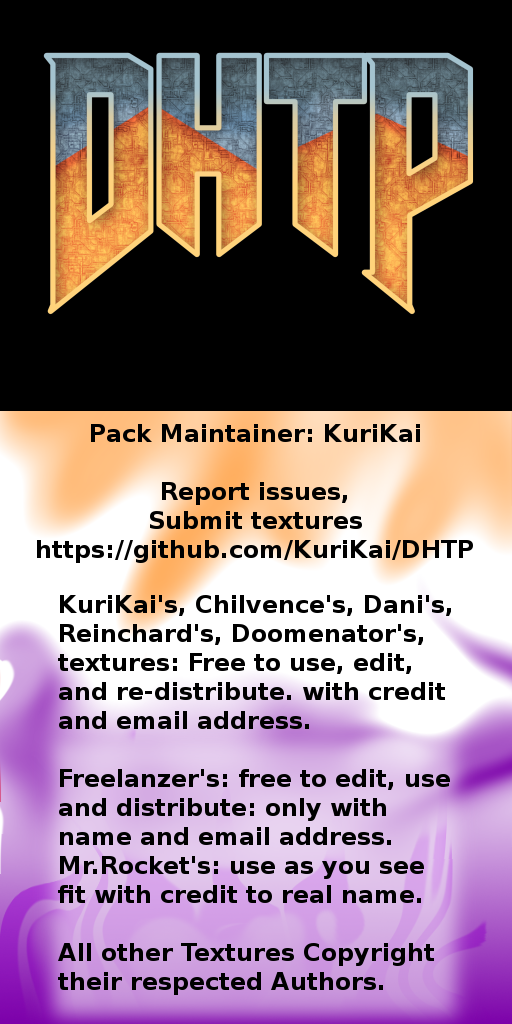 DHTP
Pack Maintainer: KuriKai
Report issues,
Submit textures
https://github.com/KuriKai/DHTP
KuriKai's, Chilvence's, Dani's,
Reinchard's, Doomenator's,
textures: Free to use, edit,
and re-distribute. with credit
and email address.
Freelanzer's: free to edit, use
and distribute: only with
name and email address.
Mr.Rocket's: use as you see
fit with credit to real name.
All other Textures Copyright
their respected Authors.